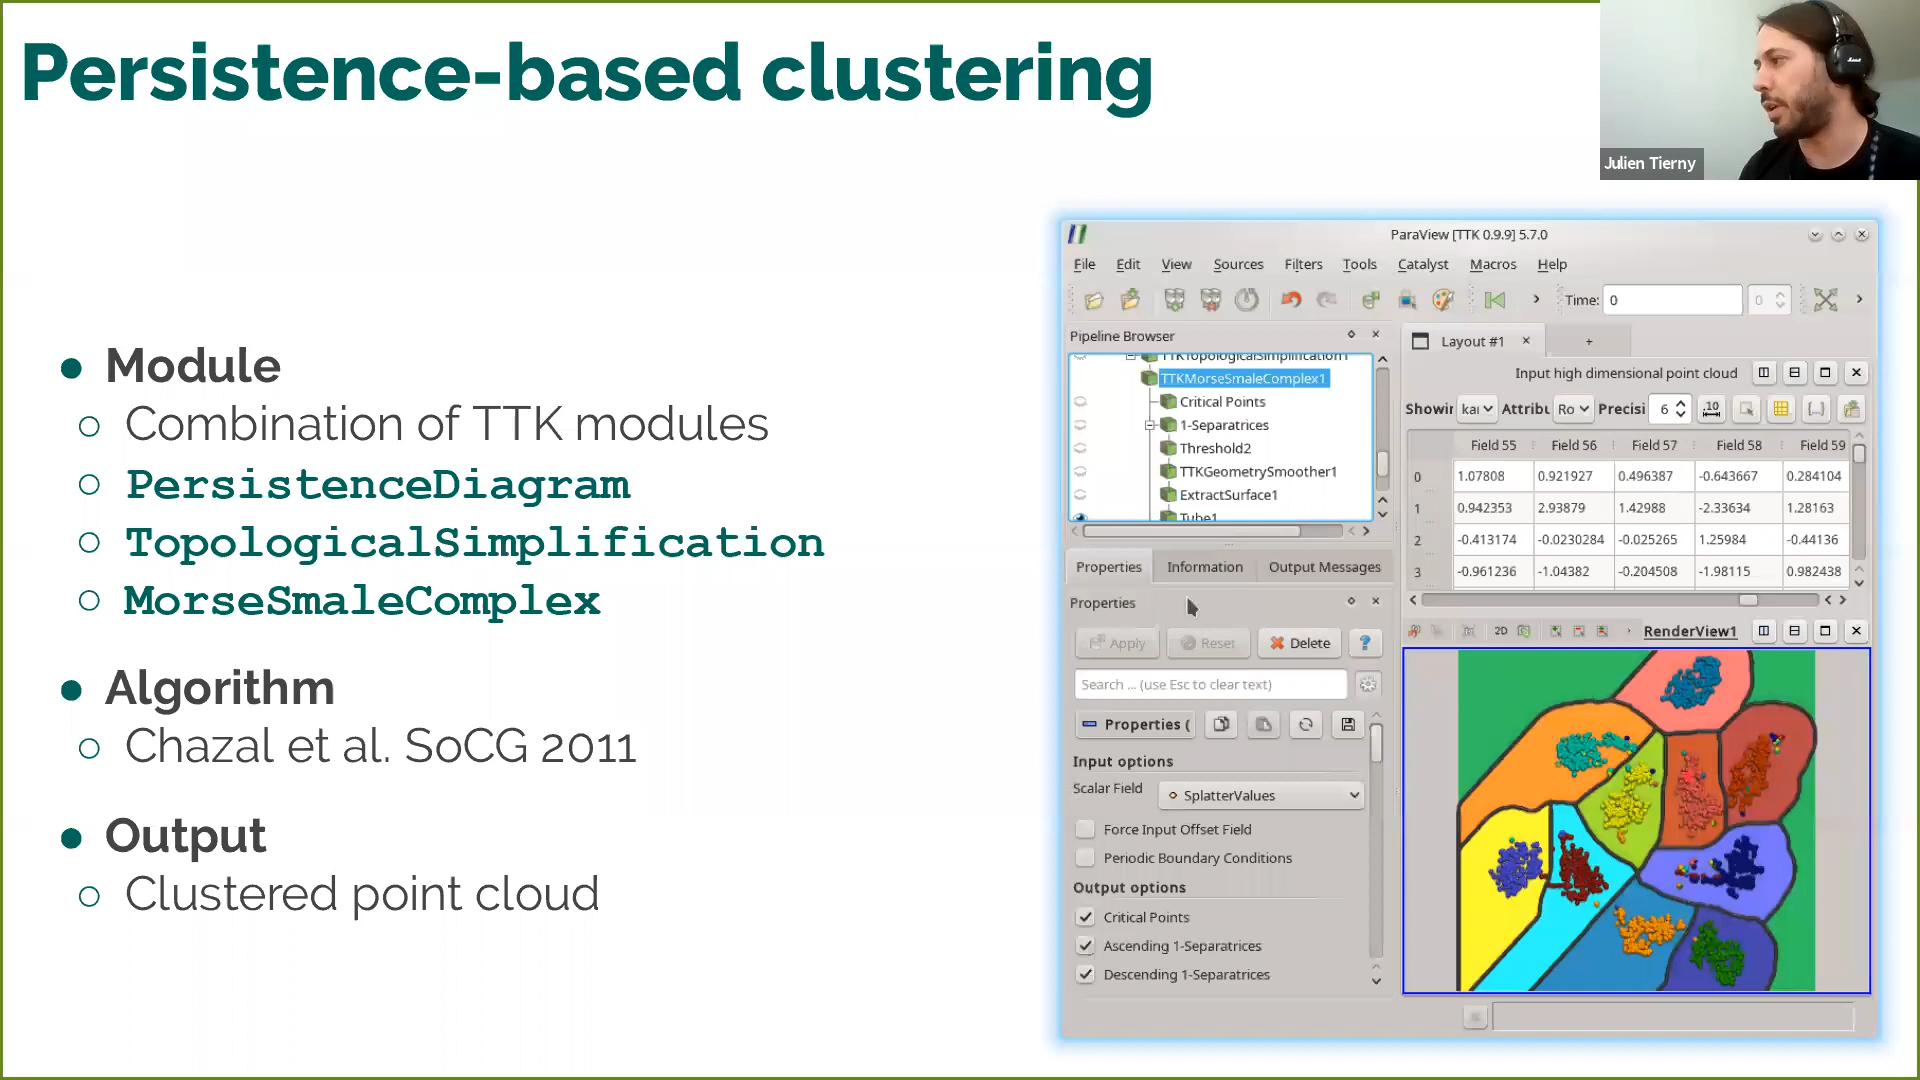 Persistence-based clustering
Julien Tierny
Module
Combination of TTK modules
PersistenceDiagram
TopologicalSimplification
MorseSmaleComplex
Algorithm
Chazal et al. SoCG 2011
Output
Clustered point cloud
ParaView [TTK 0.9.9] 5.7.0
File Edit View Sources Filters Tools Catalyst Macros Help
Time: 0 0
Pipeline Browser
TTKTopologicalSimplification1
TTKMorseSmaleComplex1
Critical Points
1-Separatrices
Threshold2
TTKGeometrySmoother1
ExtractSurface1
Tube1
Properties Information Output Messages
Properties
Apply Reset Delete ?
Search ... (use Esc to clear text)
Properties (
Input options
Scalar Field SplatterValues
Force Input Offset Field
Periodic Boundary Conditions
Output options
Critical Points
Ascending 1-Separatrices
Descending 1-Separatrices
Layout #1 +
Input high dimensional point cloud
Showir Attribu Ro Precisi 6 .10
Field 55 Field 56 Field 57 Field 58 Field 59
0 1.07808 0.921927 0.496387 -0.643667 0.284104
1 0.942353 2.93879 1.42988 -2.33634 1.28163
2 -0.413174 -0.0230284 -0.025265 1.25984 -0.44136
3 -0.961236 -1.04382 -0.204508 -1.98115 0.982438
2D RenderView1